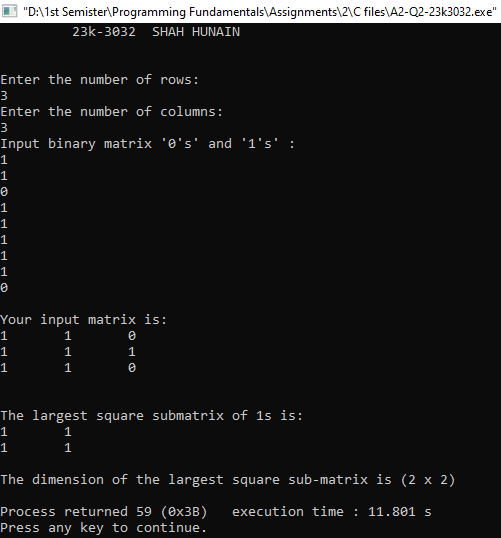 "D:\1st Semister\Programming Fundamentals\Assignments\2\C files\A2-Q2-23k3032.exe"
23k-3032  SHAH HUNAIN
Enter the number of rows:
3
Enter the number of columns:
3
Input binary matrix '0's' and '1's' :
1
1
0
1
1
1
1
1
0
Your input matrix is:
1       1       0
1       1       1
1       1       0
The largest square submatrix of 1s is:
1       1
1       1
The dimension of the largest square sub-matrix is (2 x 2)
Process returned 59 (0x3B)   execution time : 11.801 s
Press any key to continue.